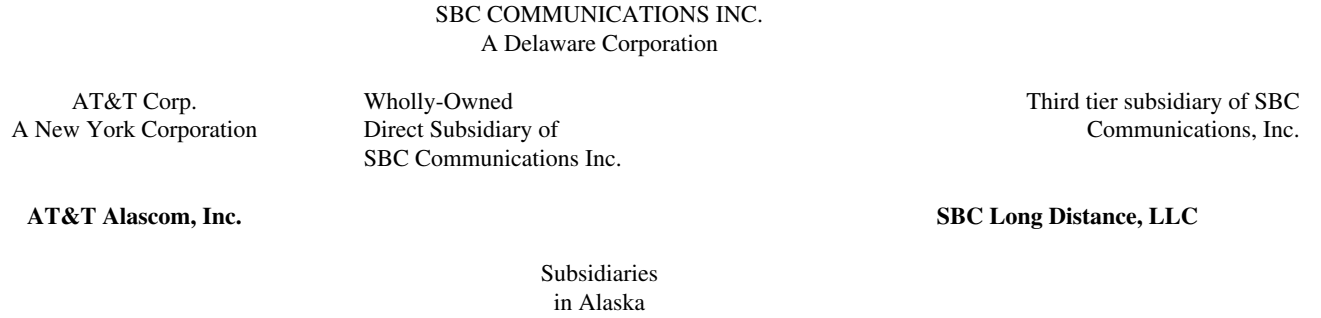 SBC COMMUNICATIONS INC.
A Delaware Corporation
AT&T Corp.
A New York Corporation
Wholly-Owned
Direct Subsidiary of
SBC Communications Inc.
Third tier subsidiary of SBC
Communications, Inc.
AT&T Alascom, Inc.
SBC Long Distance, LLC
Subsidiaries
in Alaska